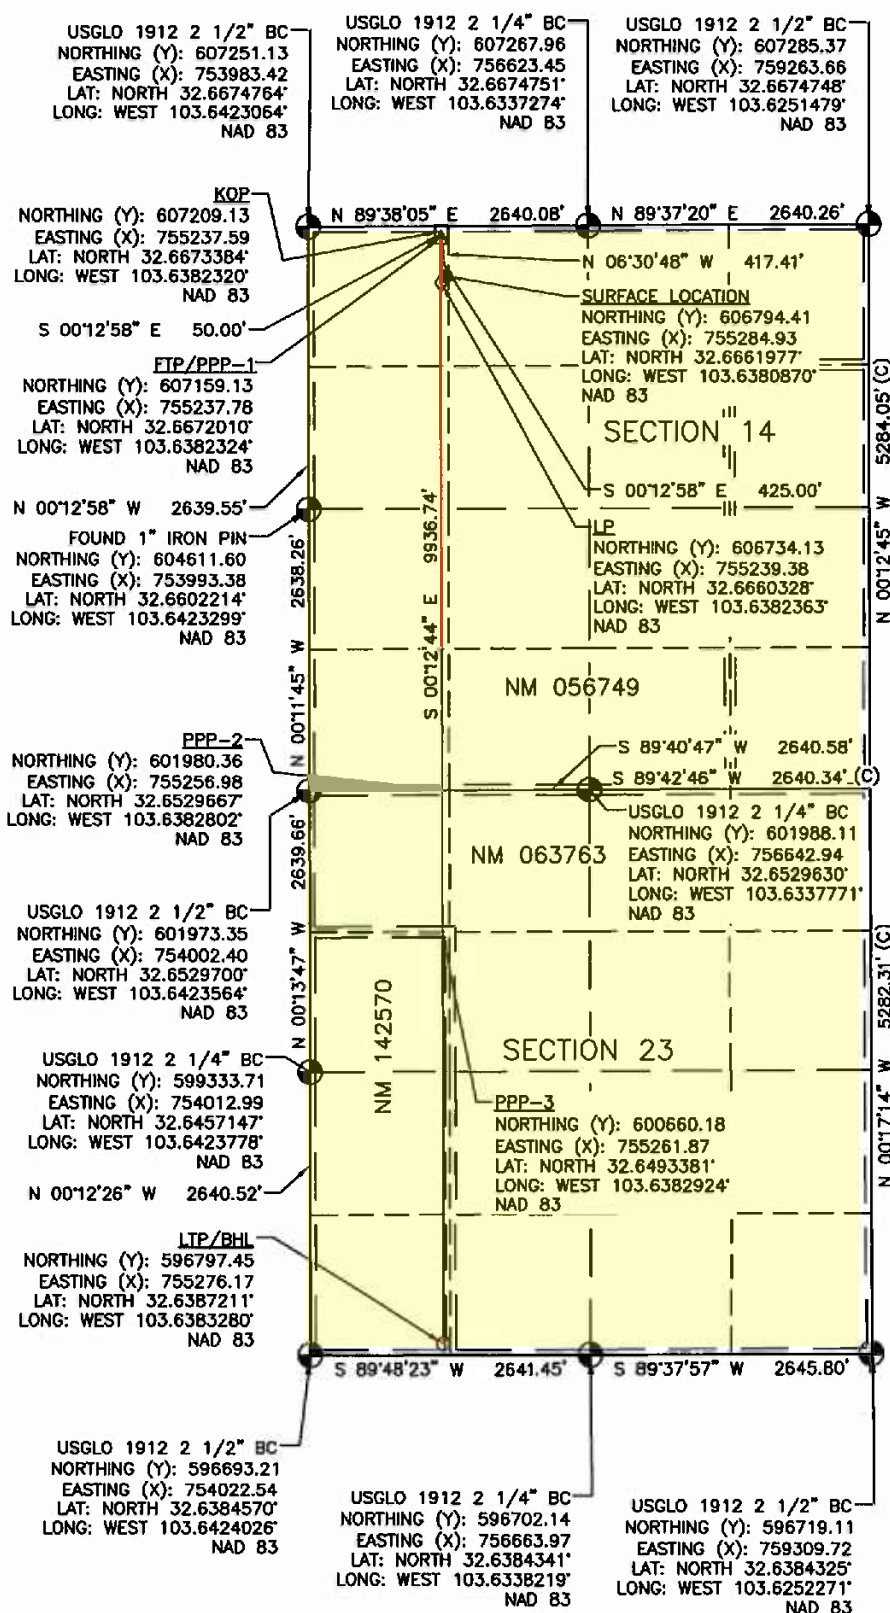 USGLO 1912 2 1/2" BC
NORTHING (Y): 607251.13
EASTING (X): 753983.42
LAT: NORTH 32.6674764°
LONG: WEST 103.6423064°
NAD 83
USGLO 1912 2 1/4" BC
NORTHING (Y): 607267.96
EASTING (X): 756623.45
LAT: NORTH 32.6674751°
LONG: WEST 103.6337274°
NAD 83
USGLO 1912 2 1/2" BC
NORTHING (Y): 607285.37
EASTING (X): 759263.66
LAT: NORTH 32.6674748°
LONG: WEST 103.6251479°
NAD 83
KOP
NORTHING (Y): 607209.13
EASTING (X): 755237.59
LAT: NORTH 32.6673384°
LONG: WEST 103.6382320°
NAD 83
N 89°38'05" E 2640.08'
N 89°37'20" E 2640.26'
N 06°30'48" W 417.41'
SURFACE LOCATION
NORTHING (Y): 606794.41
EASTING (X): 755284.93
LAT: NORTH 32.6661977°
LONG: WEST 103.6380870°
NAD 83
S 00°12'58" E 50.00'
FTP/PPP-1
NORTHING (Y): 607159.13
EASTING (X): 755237.78
LAT: NORTH 32.6672010°
LONG: WEST 103.6382324°
NAD 83
SECTION 14
N 00°12'45" W 5284.05' (C)
N 00°12'58" W 2639.55'
S 00°12'58" E 425.00'
FOUND 1" IRON PIN
NORTHING (Y): 604611.60
EASTING (X): 753993.38
LAT: NORTH 32.6602214°
LONG: WEST 103.6423299°
NAD 83
LP
NORTHING (Y): 606734.13
EASTING (X): 755239.38
LAT: NORTH 32.6660328°
LONG: WEST 103.6382363°
NAD 83
N 00°11'45" W 2638.26'
S 00°12'44" E 9936.74'
NM 056749
PPP-2
NORTHING (Y): 601980.36
EASTING (X): 755256.98
LAT: NORTH 32.6529667°
LONG: WEST 103.6382802°
NAD 83
S 89°40'47" W 2640.58'
S 89°42'46" W 2640.34' (C)
USGLO 1912 2 1/4" BC
NORTHING (Y): 601988.11
EASTING (X): 756642.94
LAT: NORTH 32.6529630°
LONG: WEST 103.6337771°
NAD 83
NM 063763
N 00°13'47" W 2639.66'
USGLO 1912 2 1/2" BC
NORTHING (Y): 601973.35
EASTING (X): 754002.40
LAT: NORTH 32.6529700°
LONG: WEST 103.6423564°
NAD 83
NM 142570
SECTION 23
N 00°17'14" W 5282.31' (C)
USGLO 1912 2 1/4" BC
NORTHING (Y): 599333.71
EASTING (X): 754012.99
LAT: NORTH 32.6457147°
LONG: WEST 103.6423778°
NAD 83
PPP-3
NORTHING (Y): 600660.18
EASTING (X): 755261.87
LAT: NORTH 32.6493381°
LONG: WEST 103.6382924°
NAD 83
N 00°12'26" W 2640.52'
LTP/BHL
NORTHING (Y): 596797.45
EASTING (X): 755276.17
LAT: NORTH 32.6387211°
LONG: WEST 103.6383280°
NAD 83
S 89°48'23" W 2641.45'
S 89°37'57" W 2645.80'
USGLO 1912 2 1/2" BC
NORTHING (Y): 596693.21
EASTING (X): 754022.54
LAT: NORTH 32.6384570°
LONG: WEST 103.6424026°
NAD 83
USGLO 1912 2 1/4" BC
NORTHING (Y): 596702.14
EASTING (X): 756663.97
LAT: NORTH 32.6384341°
LONG: WEST 103.6338219°
NAD 83
USGLO 1912 2 1/2" BC
NORTHING (Y): 596719.11
EASTING (X): 759309.72
LAT: NORTH 32.6384325°
LONG: WEST 103.6252271°
NAD 83